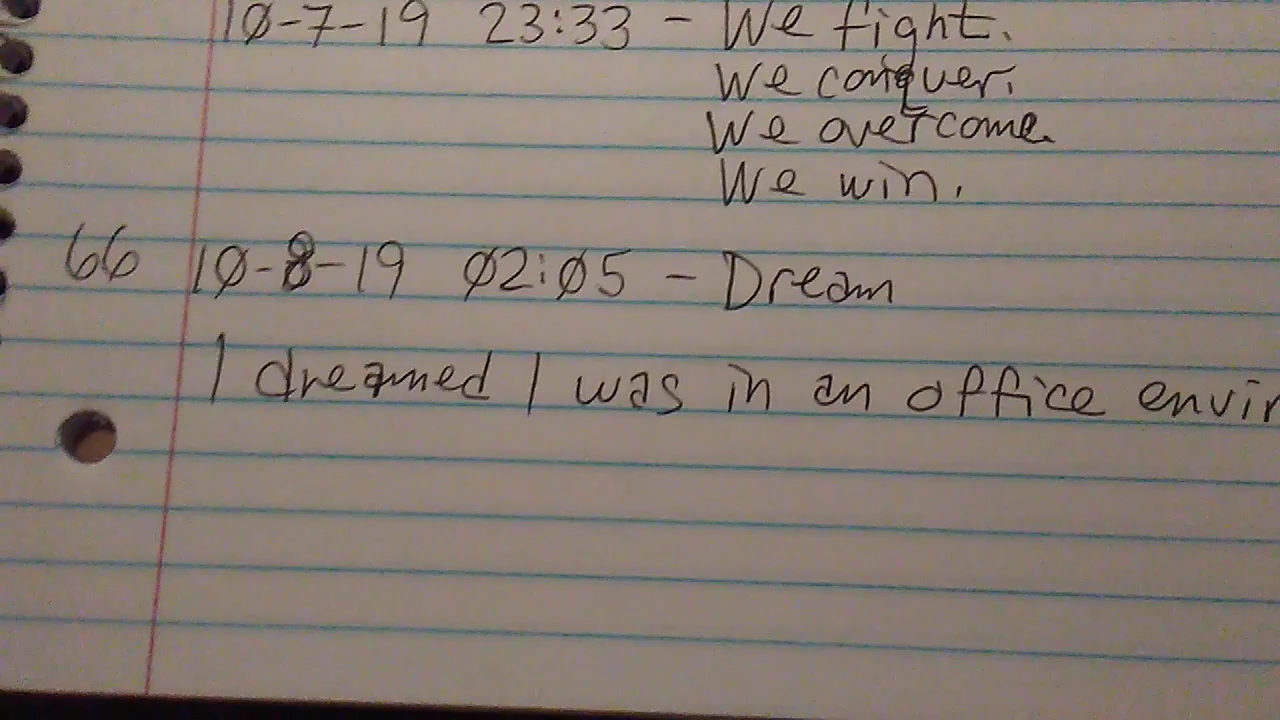 10-7-19 23:33 - We fight.
We conquer.
We overcome.
We win.
66 10-8-19 02:05 - Dream
I dreamed I was in an office envir